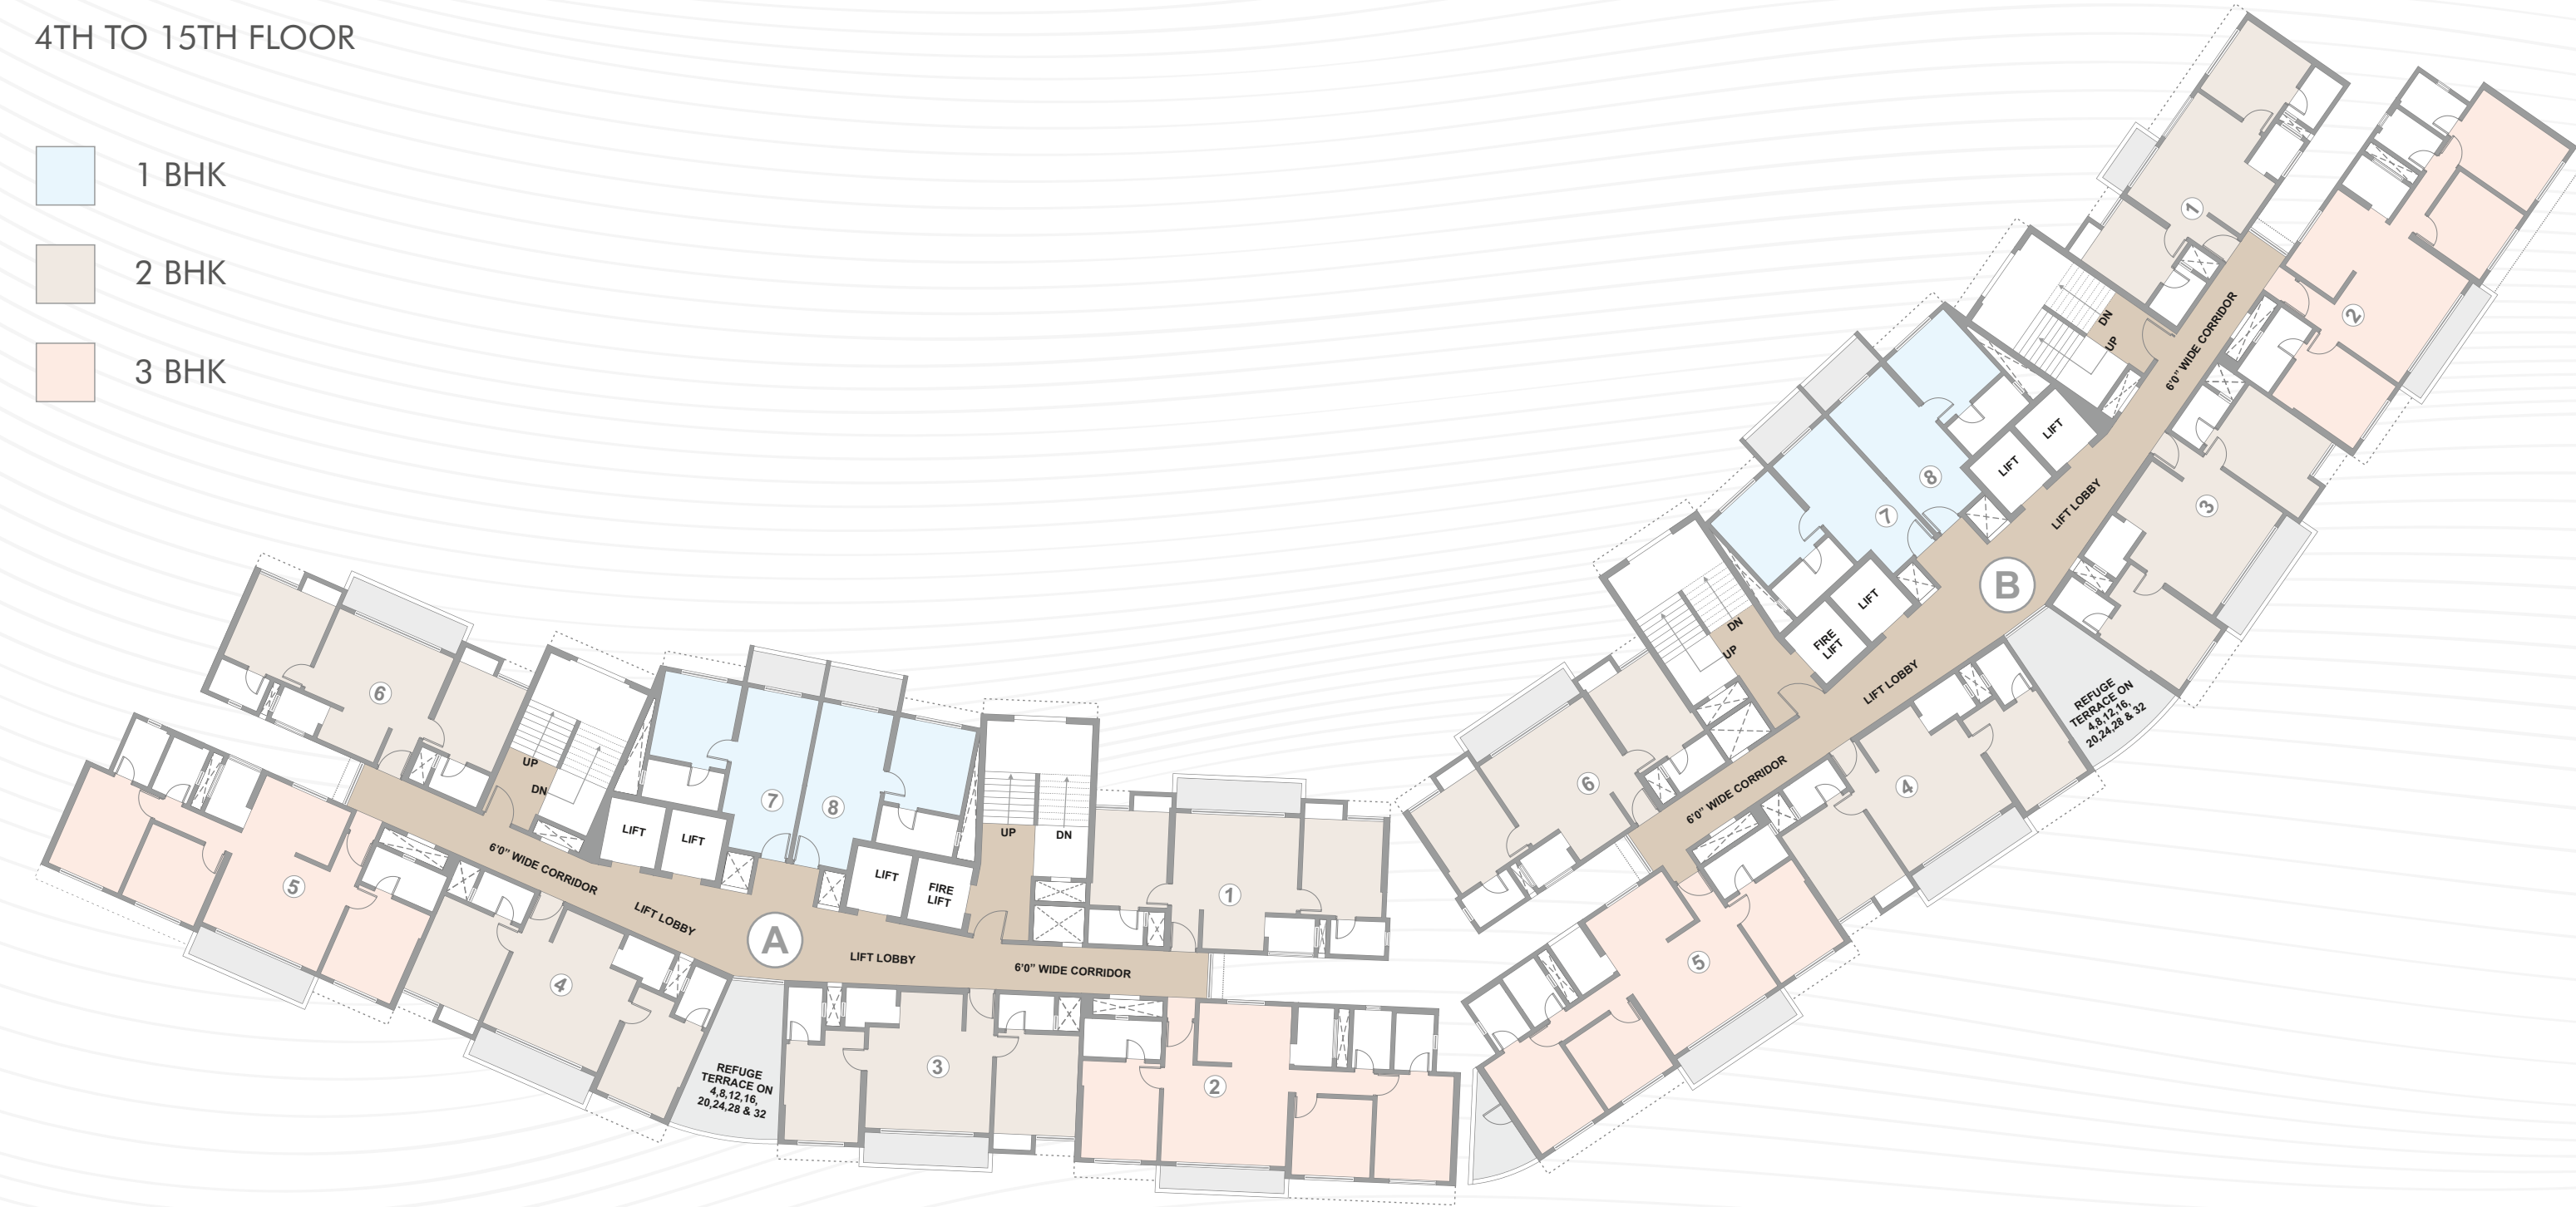 4TH TO 15TH FLOOR
1 BHK
2 BHK
3 BHK
6
UP
DN
5
6'0" WIDE CORRIDOR
LIFT
LIFT
LIFT LOBBY
4
7
8
A
LIFT
FIRE
LIFT
LIFT LOBBY
UP
DN
6'0" WIDE CORRIDOR
1
REFUGE
TERRACE ON
4,8,12,16,
20,24,28 & 32
3
2
1
DN
UP
6'0" WIDE CORRIDOR
2
LIFT
LIFT
8
7
LIFT LOBBY
3
B
LIFT
FIRE
LIFT
DN
UP
LIFT LOBBY
REFUGE
TERRACE ON
4,8,12,16,
20,24,28 & 32
6
6'0" WIDE CORRIDOR
4
5